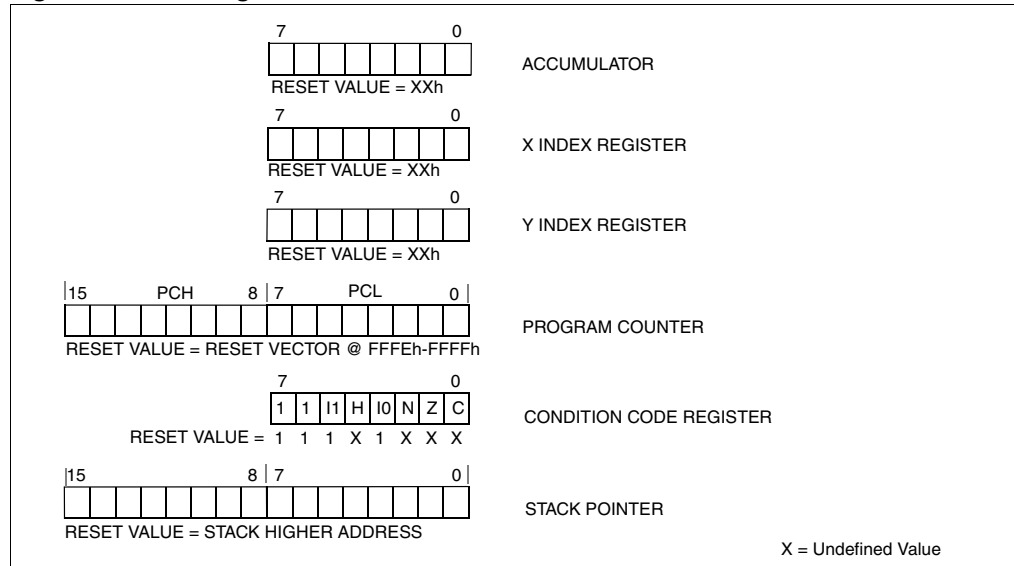 7 0
ACCUMULATOR
RESET VALUE = XXh
7 0
X INDEX REGISTER
RESET VALUE = XXh
7 0
Y INDEX REGISTER
RESET VALUE = XXh
15 PCH 8 7 PCL 0
PROGRAM COUNTER
RESET VALUE = RESET VECTOR @ FFFEh-FFFFh
7 0
1 1 I1 H I0 N Z C
CONDITION CODE REGISTER
RESET VALUE = 1 1 1 X 1 X X X
15 8 7 0
STACK POINTER
RESET VALUE = STACK HIGHER ADDRESS
X = Undefined Value